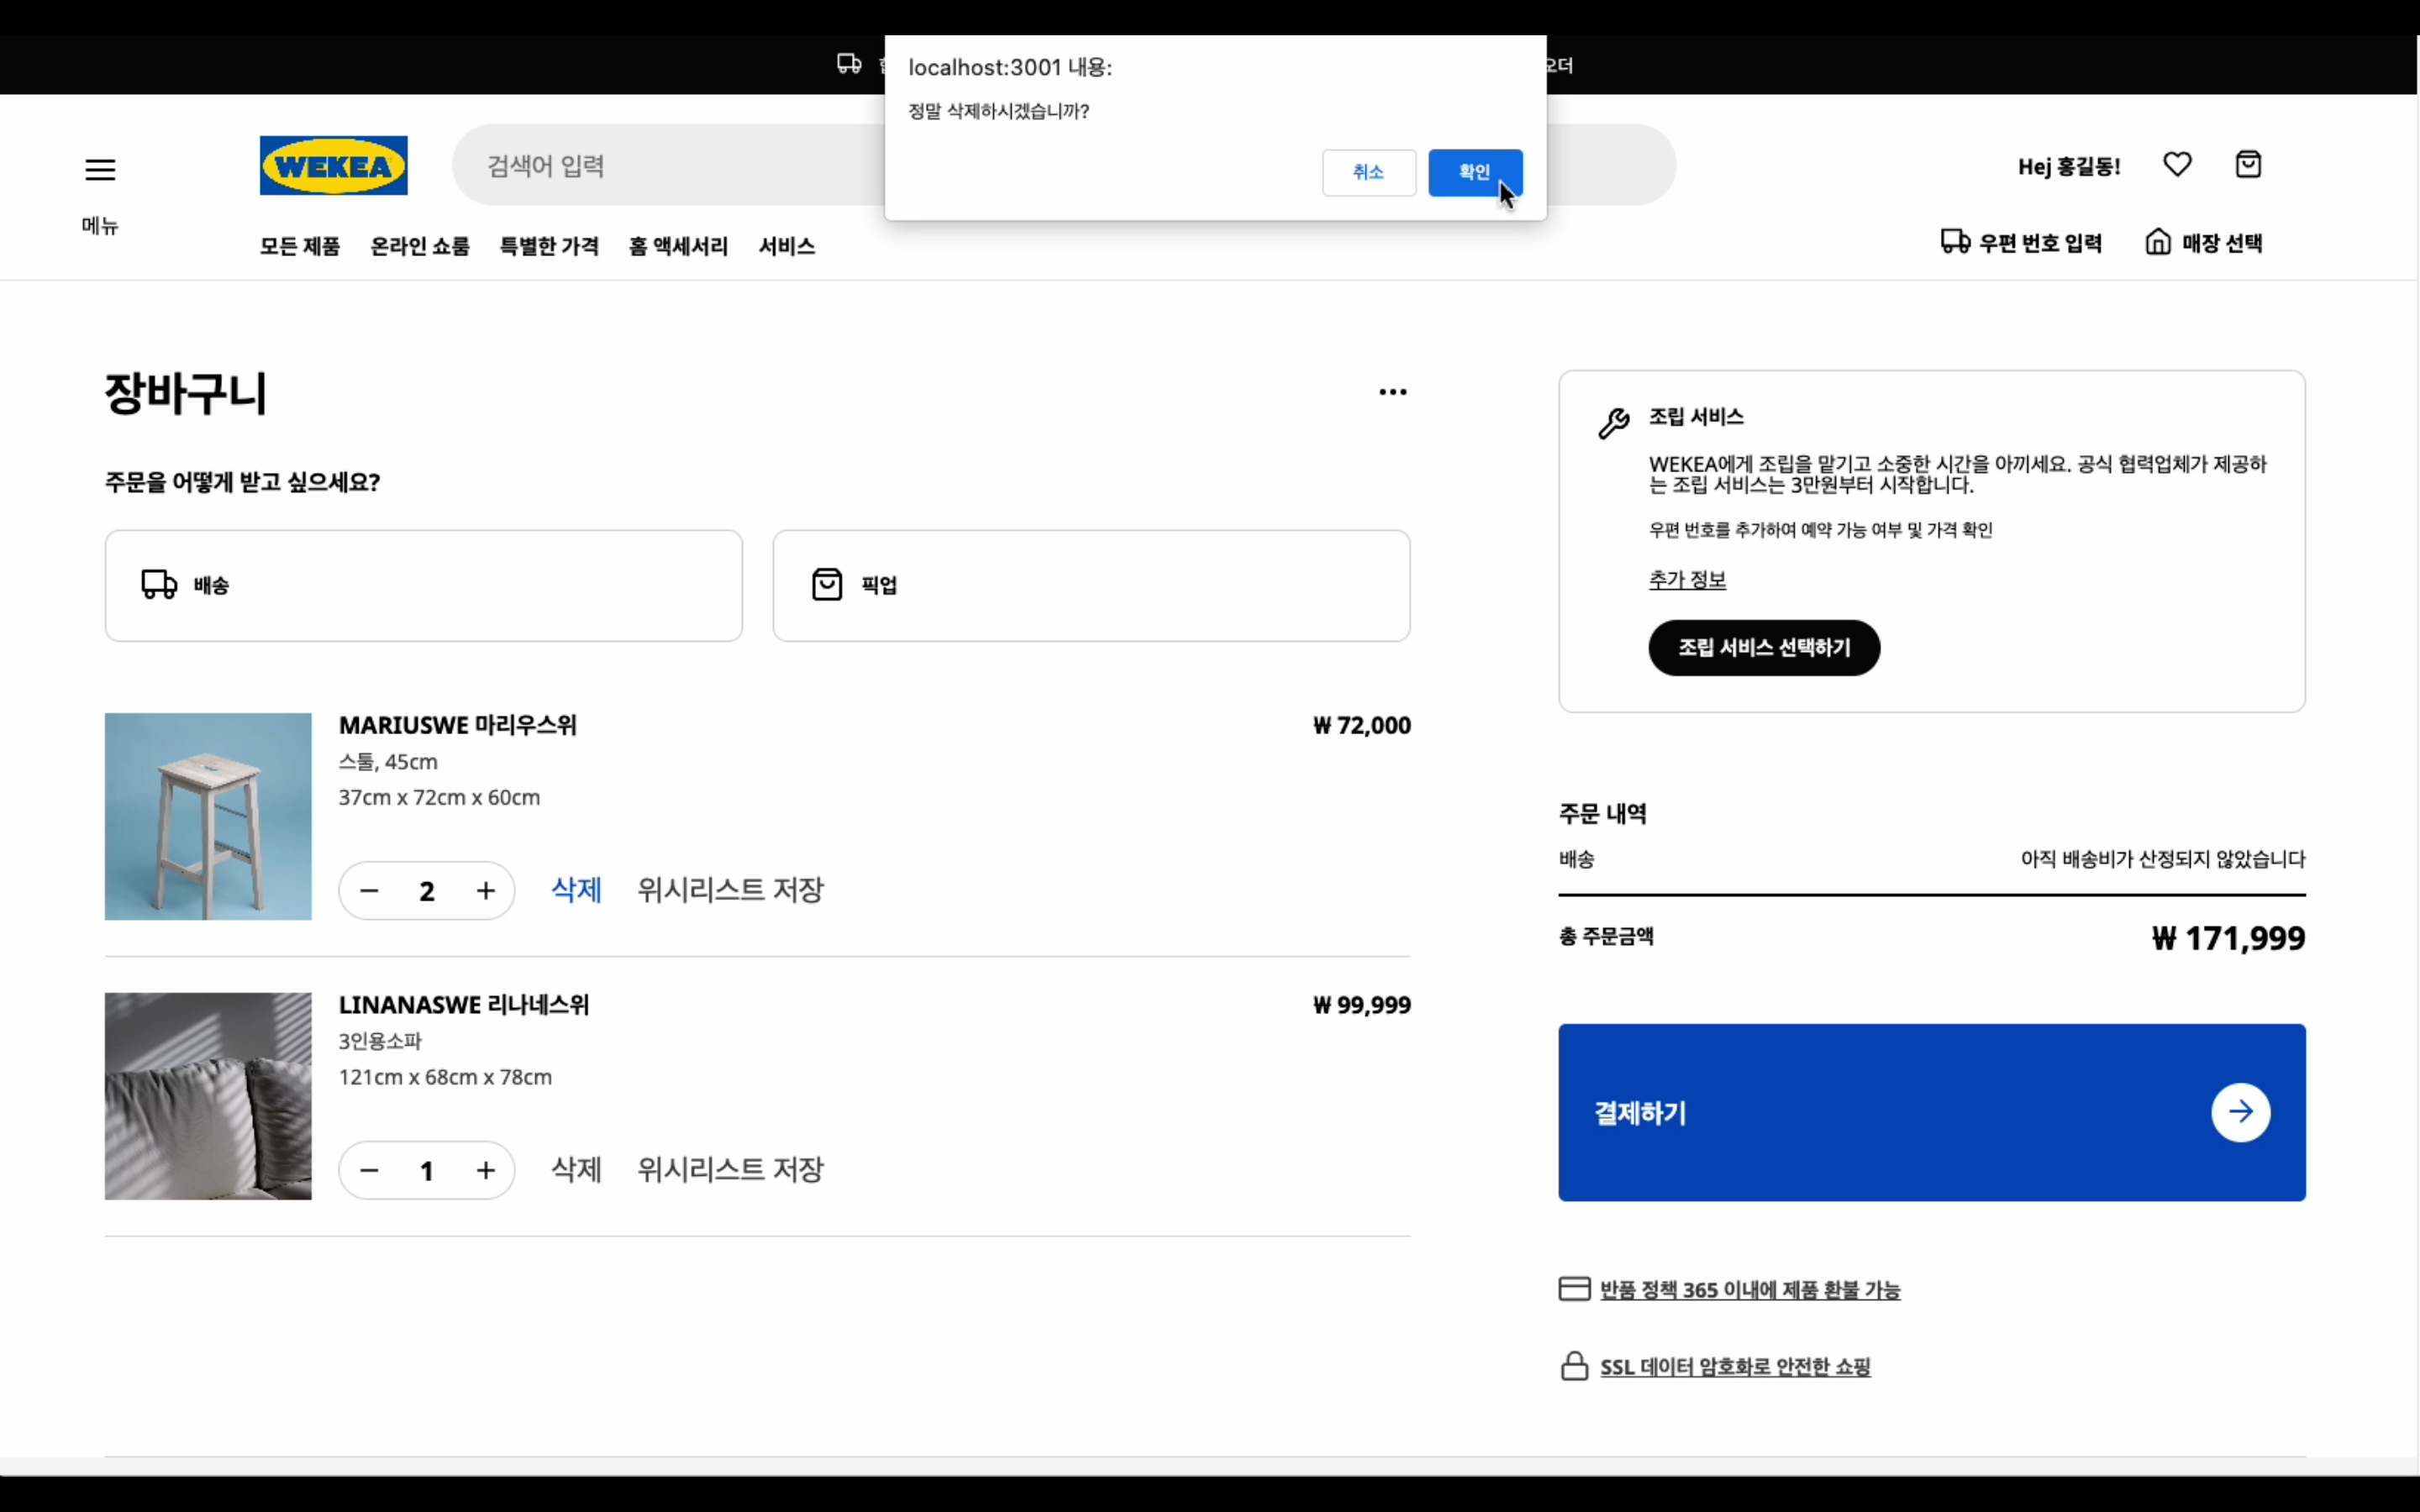 오더
localhost:3001 내용:
정말 삭제하시겠습니까?
취소
확인
WEKEA
검색어 입력
Hej 홍길동!
메뉴
모든 제품 온라인 쇼룸 특별한 가격 홈 액세서리 서비스
우편 번호 입력 매장 선택
장바구니
주문을 어떻게 받고 싶으세요?
배송
픽업
MARIUSWE 마리우스위
₩ 72,000
스툴, 45cm
37cm x 72cm x 60cm
− 2 + 삭제 위시리스트 저장
LINANASWE 리나네스위
₩ 99,999
3인용소파
121cm x 68cm x 78cm
− 1 + 삭제 위시리스트 저장
조립 서비스
WEKEA에게 조립을 맡기고 소중한 시간을 아끼세요. 공식 협력업체가 제공하
는 조립 서비스는 3만원부터 시작합니다.
우편 번호를 추가하여 예약 가능 여부 및 가격 확인
추가 정보
조립 서비스 선택하기
주문 내역
배송 아직 배송비가 산정되지 않았습니다
총 주문금액 ₩ 171,999
결제하기
반품 정책 365 이내에 제품 환불 가능
SSL 데이터 암호화로 안전한 쇼핑